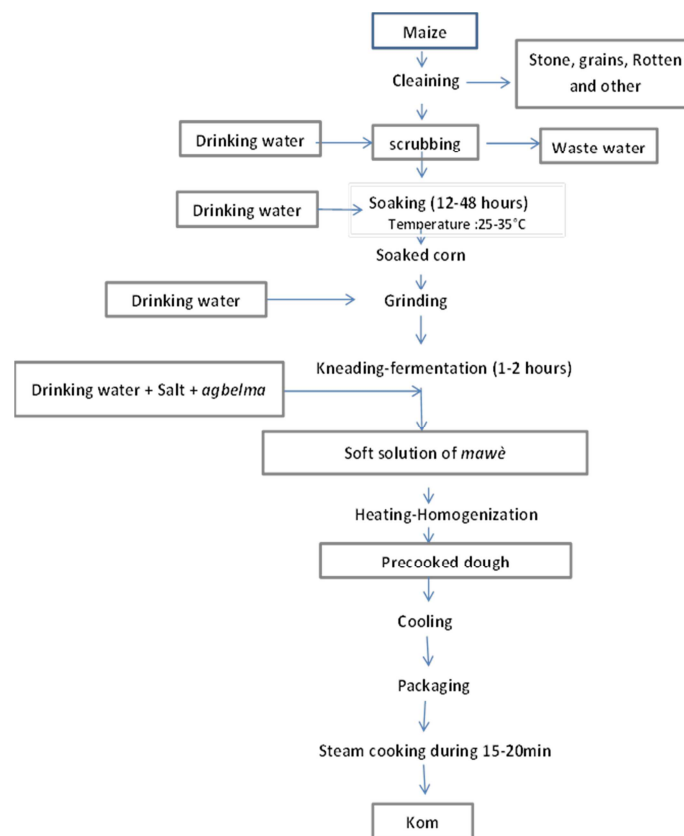 Maize
Cleaining
Stone, grains, Rotten
and other
Drinking water
scrubbing
Waste water
Drinking water
Soaking (12-48 hours)
Temperature :25-35°C
Soaked corn
Drinking water
Grinding
Kneading-fermentation (1-2 hours)
Drinking water + Salt + agbelma
Soft solution of mawè
Heating-Homogenization
Precooked dough
Cooling
Packaging
Steam cooking during 15-20min
Kom